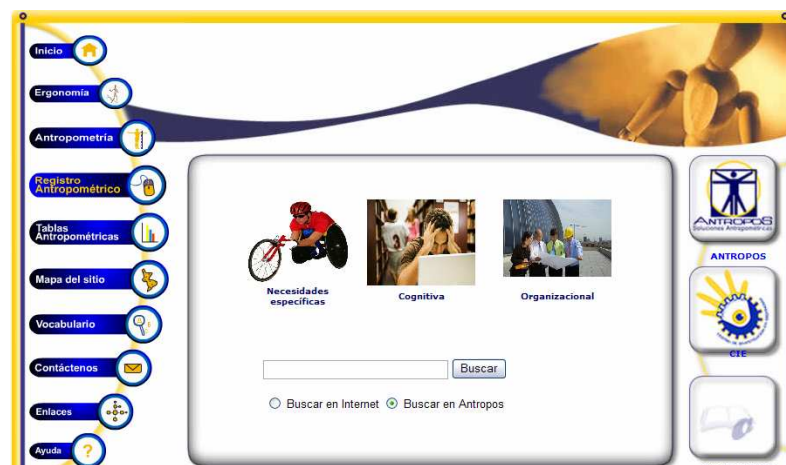 Inicio
Ergonomía
Antropometría
Registro
Antropométrico
Tablas
Antropométricas
Mapa del sitio
Vocabulario
Contáctenos
Enlaces
Ayuda
?
Necesidades
específicas
Cognitiva
Organizacional
Buscar
Buscar en Internet
Buscar en Antropos
ANTROPOS
Soluciones Antropométricas
ANTROPOS
CIE